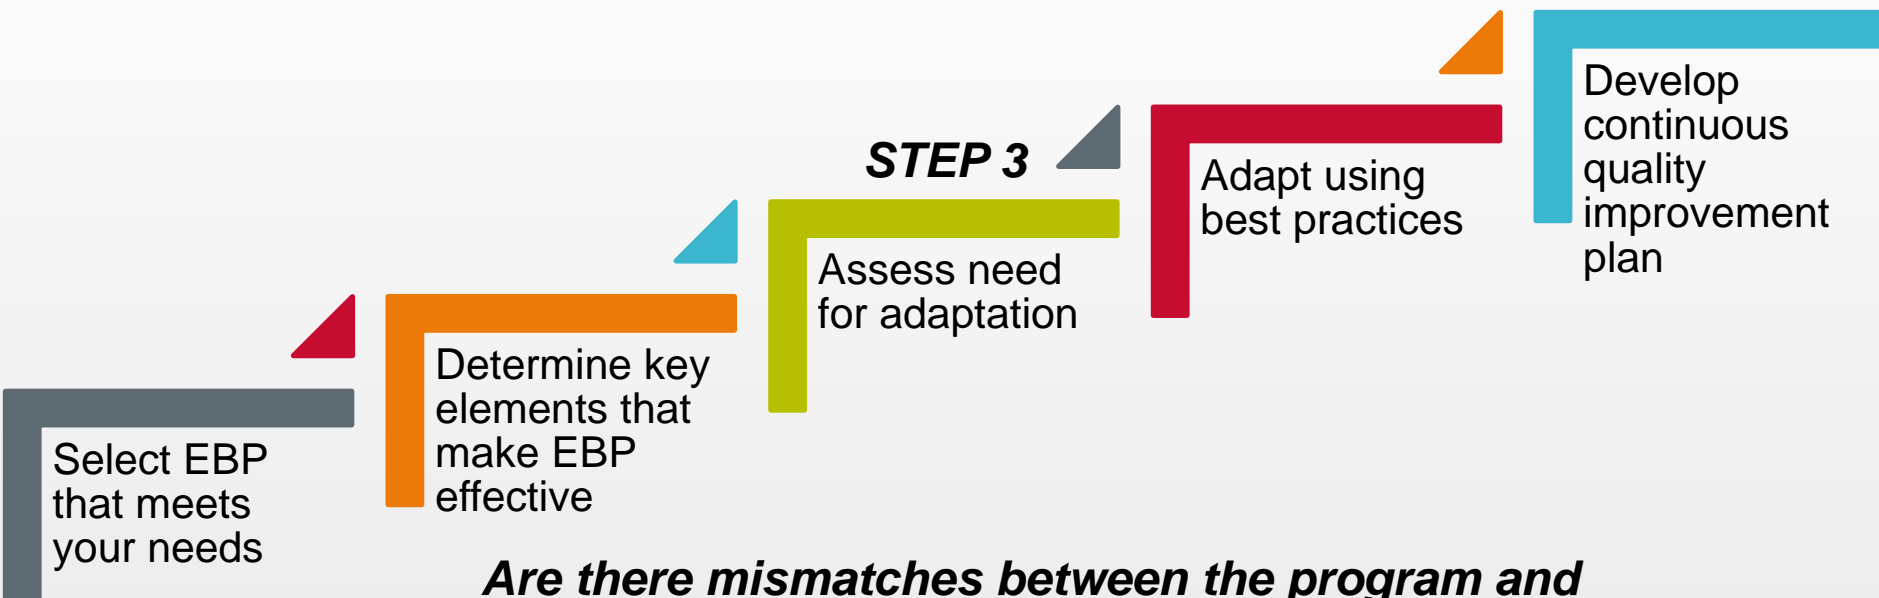 Select EBP
that meets
your needs
Determine key
elements that
make EBP
effective
STEP 3
Assess need
for adaptation
Adapt using
best practices
Develop
continuous
quality
improvement
plan
Are there mismatches between the program and